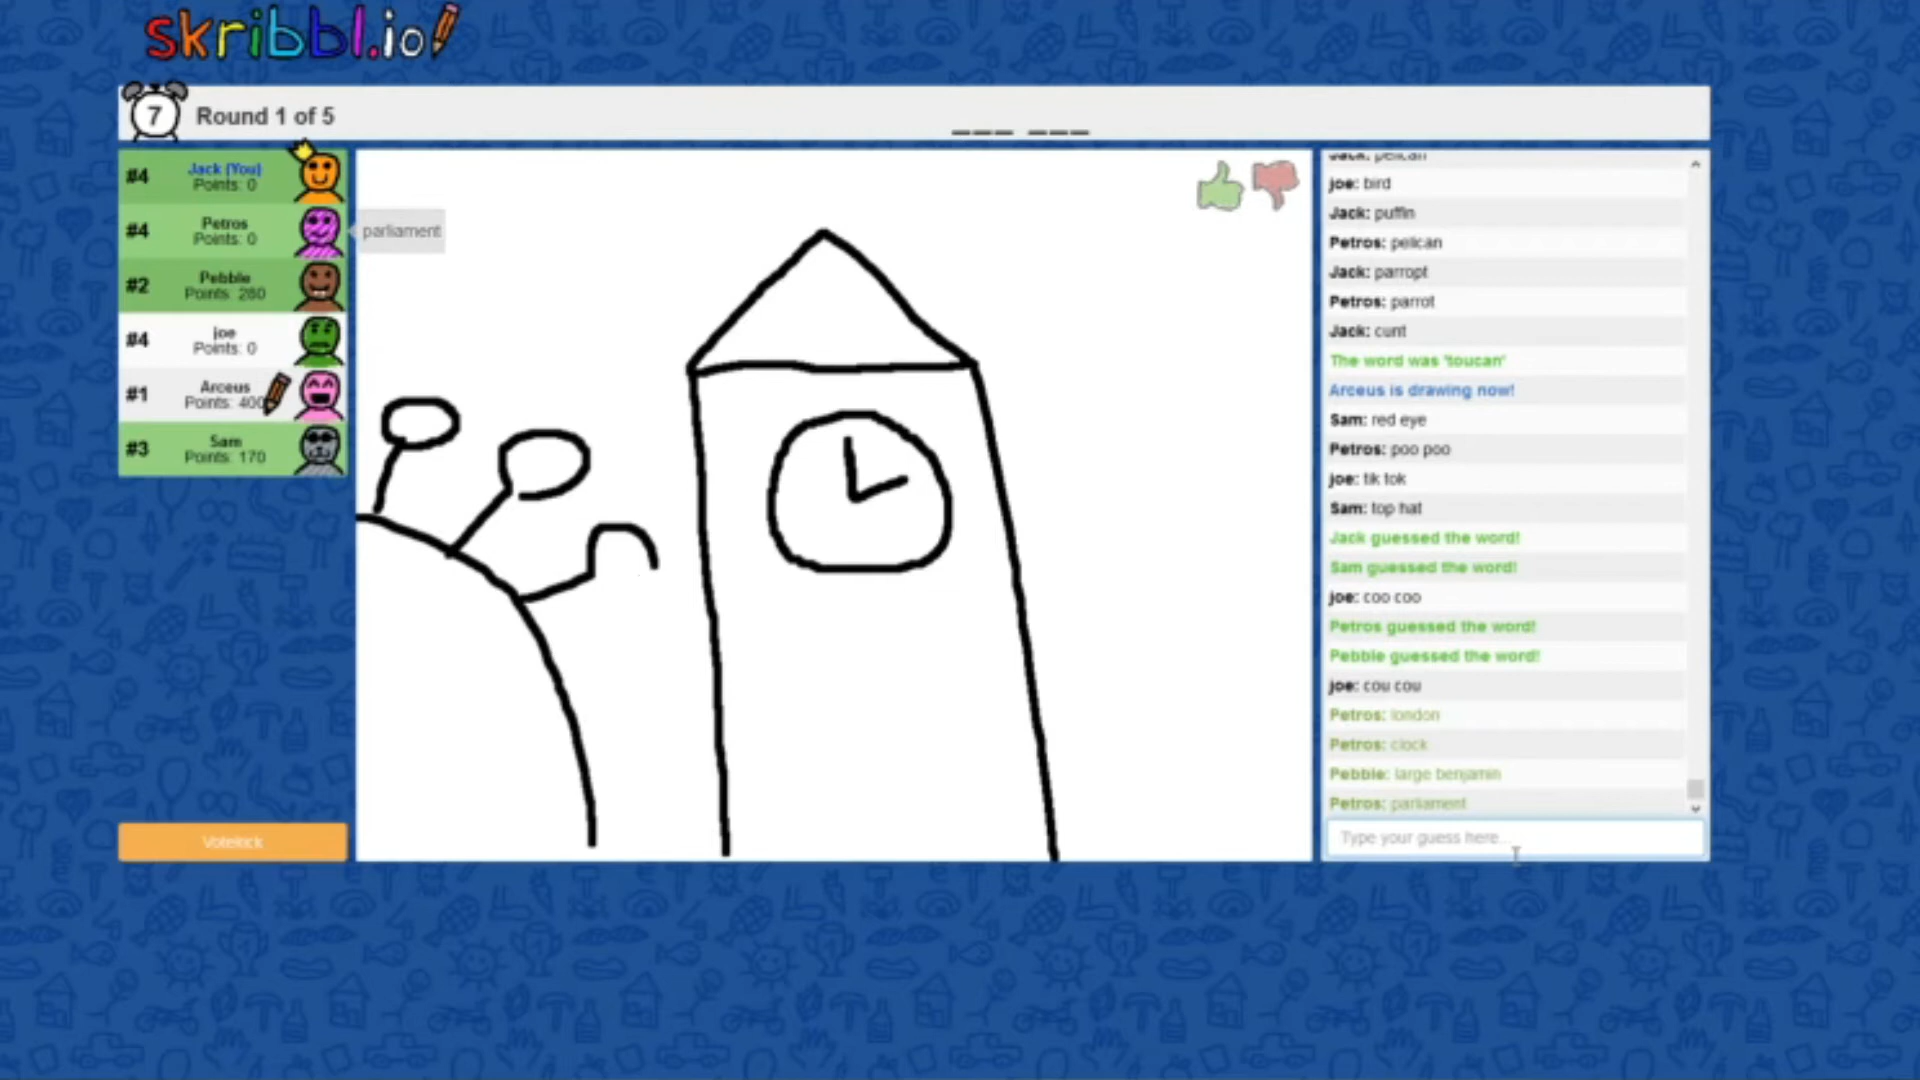 skribbl.io
7
Round 1 of 5
___ ___
#4
Jack (You)
Points: 0
#4
Petros
Points: 0
#2
Pebble
Points: 280
#4
joe
Points: 0
#1
Arceus
Points: 400
#3
Sam
Points: 170
Votekick
parliament
Jack: pelican
joe: bird
Jack: puffin
Petros: pelican
Jack: parropt
Petros: parrot
Jack: cunt
The word was 'toucan'
Arceus is drawing now!
Sam: red eye
Petros: poo poo
joe: tik tok
Sam: top hat
Jack guessed the word!
Sam guessed the word!
joe: coo coo
Petros guessed the word!
Pebble guessed the word!
joe: cou cou
Petros: london
Petros: clock
Pebble: large benjamin
Petros: parliament
Type your guess here...